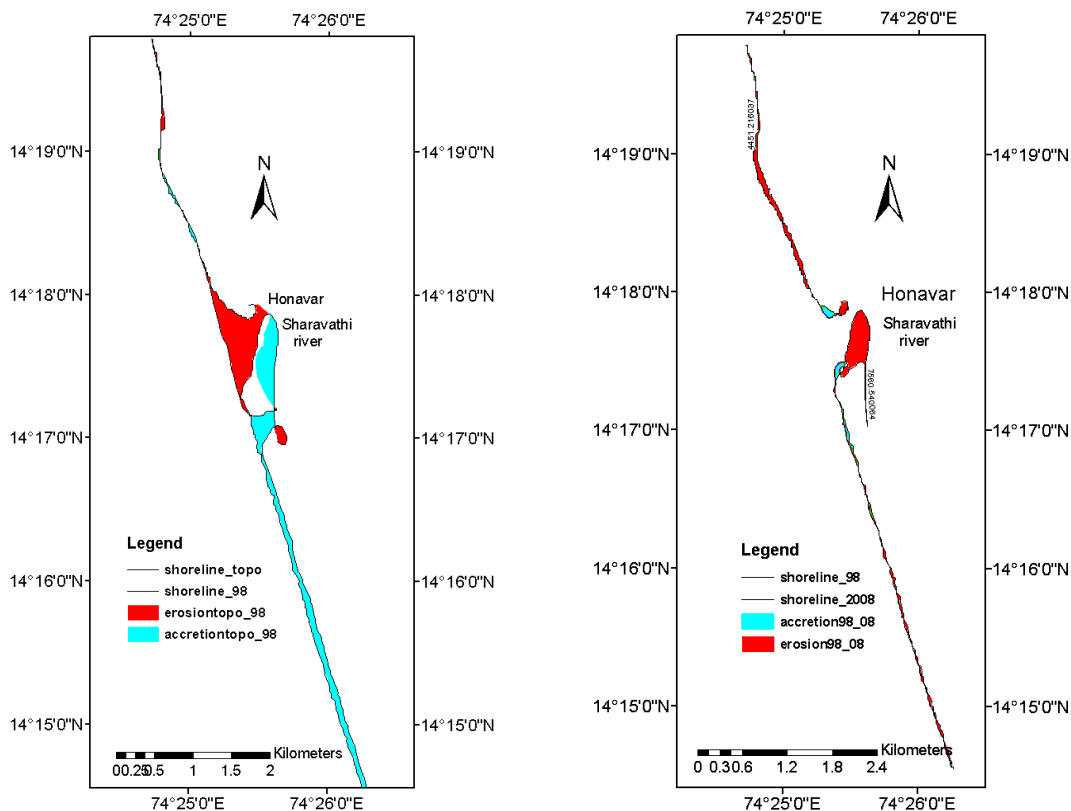 74°25'0"E
74°26'0"E
14°19'0"N
14°19'0"N
N
14°18'0"N
14°18'0"N
Honavar
Sharavathi
river
14°17'0"N
14°17'0"N
Legend
shoreline_topo
shoreline_98
erosiontopo_98
accretiontopo_98
14°16'0"N
14°16'0"N
14°15'0"N
14°15'0"N
Kilometers
00.250.5 1 1.5 2
74°25'0"E
74°26'0"E
74°25'0"E
74°26'0"E
4451.216037
14°19'0"N
14°19'0"N
N
14°18'0"N
14°18'0"N
Honavar
Sharavathi
river
7560.540064
14°17'0"N
14°17'0"N
14°16'0"N
14°16'0"N
Legend
shoreline_98
shoreline_2008
accretion98_08
erosion98_08
14°15'0"N
14°15'0"N
Kilometers
0 0.30.6 1.2 1.8 2.4
74°25'0"E
74°26'0"E